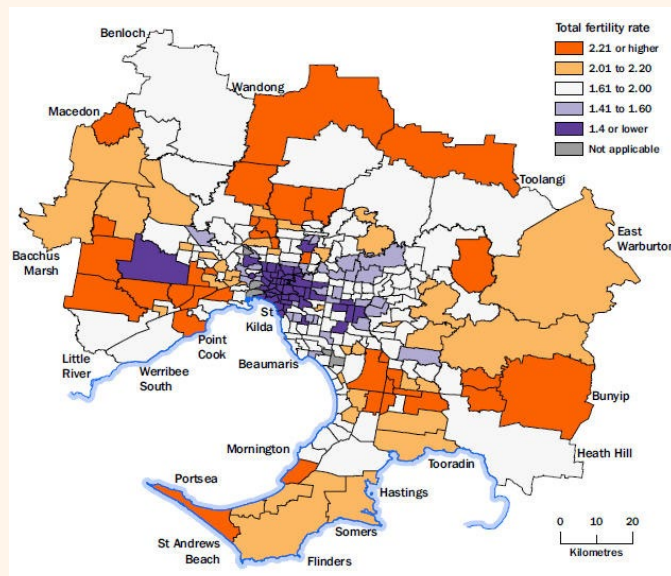 Total fertility rate
2.21 or higher
2.01 to 2.20
1.61 to 2.00
1.41 to 1.60
1.4 or lower
Not applicable
Benloch
Wandong
Macedon
Toolangi
East
Warburton
Bacchus
Marsh
St
Kilda
Point
Cook
Little
River
Werribee
South
Beaumaris
Bunyip
Heath Hill
Mornington
Tooradin
Portsea
Hastings
St Andrews
Beach
Somers
Flinders
0 10 20
Kilometres